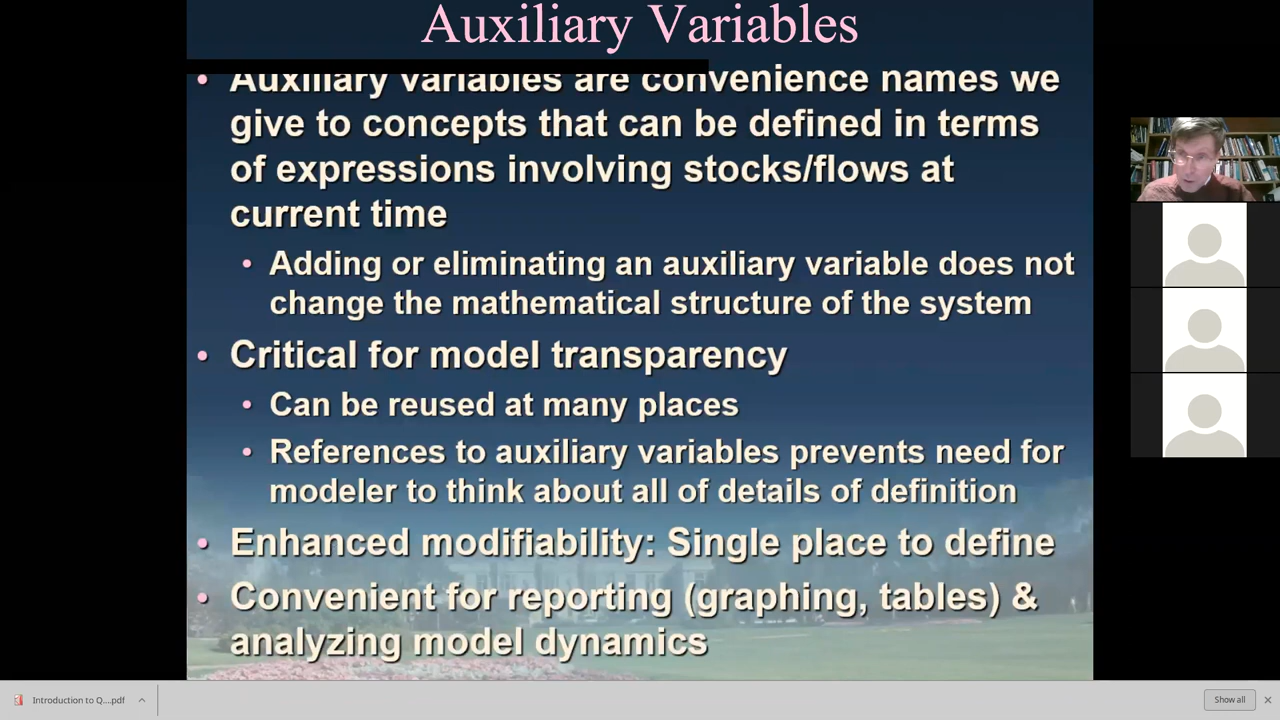 Auxiliary Variables
• Auxiliary variables are convenience names we
give to concepts that can be defined in terms
of expressions involving stocks/flows at
current time
• Adding or eliminating an auxiliary variable does not
change the mathematical structure of the system
• Critical for model transparency
• Can be reused at many places
• References to auxiliary variables prevents need for
modeler to think about all of details of definition
• Enhanced modifiability: Single place to define
• Convenient for reporting (graphing, tables) &
analyzing model dynamics
Introduction to Q....pdf
Show all